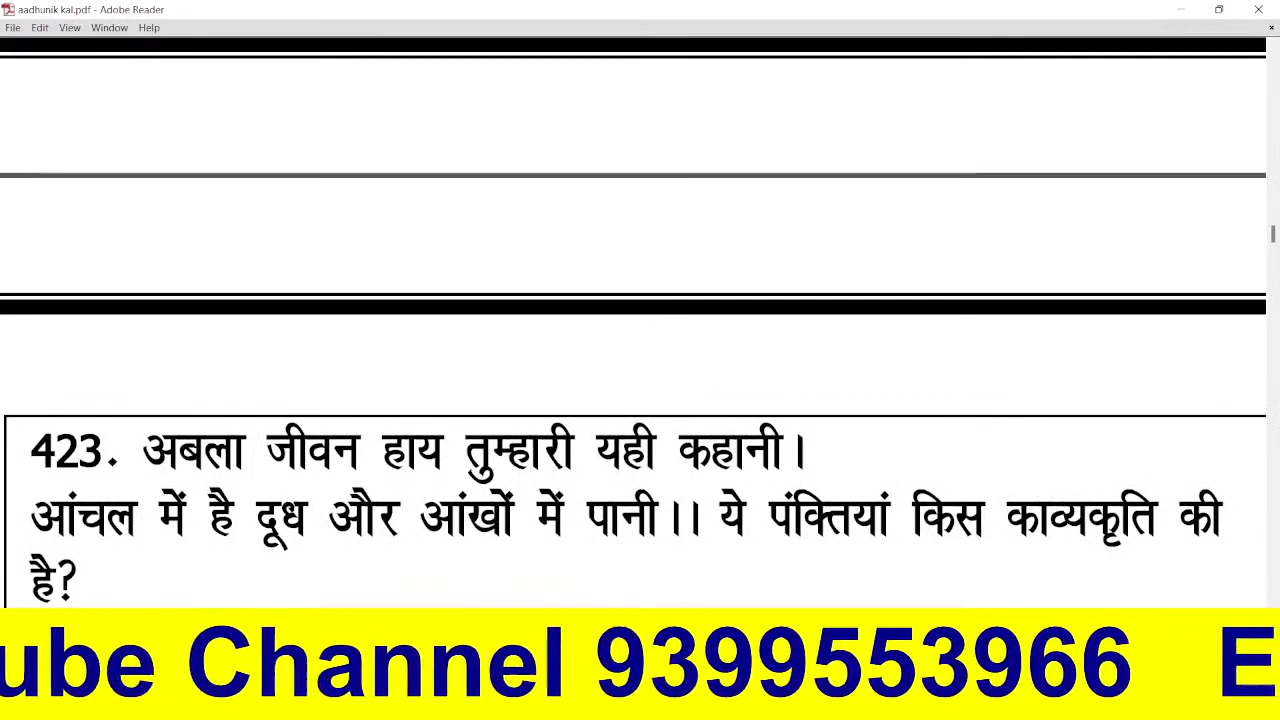 aadhunik kal.pdf - Adobe Reader
File Edit View Window Help
423. अबला जीवन हाय तुम्हारी यही कहानी।
आंचल में है दूध और आंखों में पानी।। ये पंक्तियां किस काव्यकृति की
है?
ube Channel 9399553966 E